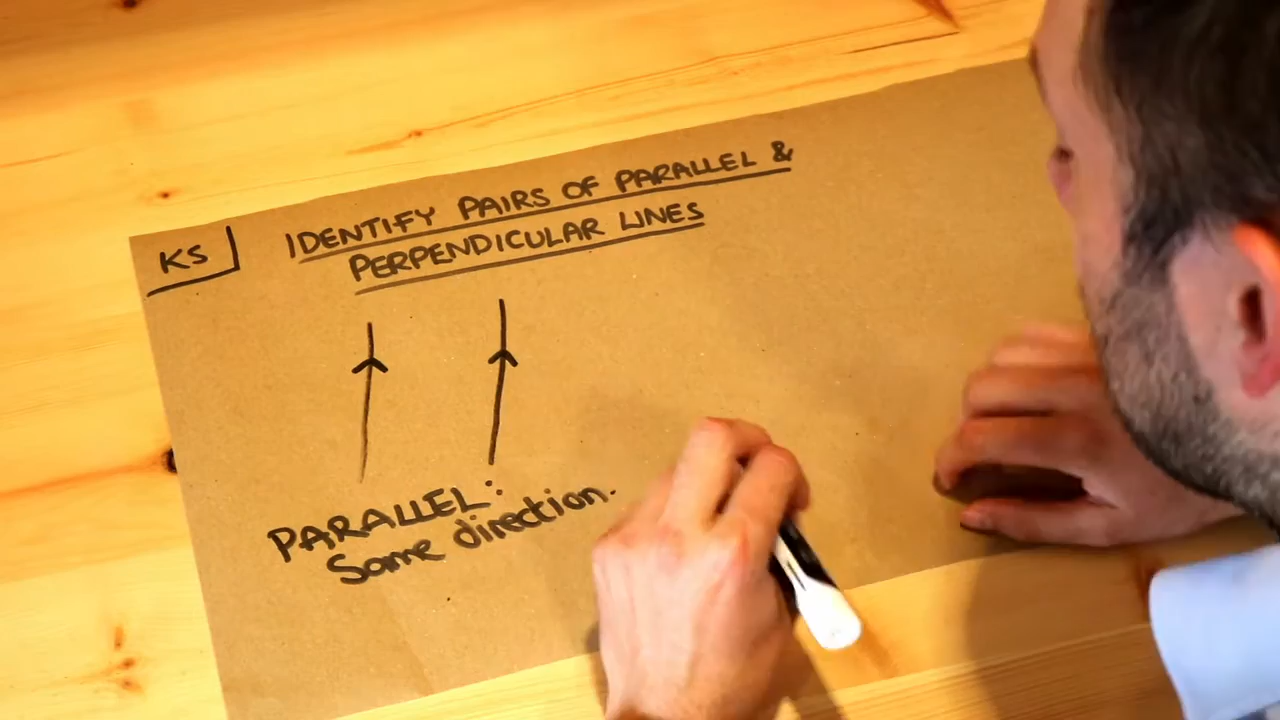 KS
IDENTIFY PAIRS OF PARALLEL &
PERPENDICULAR LINES
PARALLEL:
Same direction.